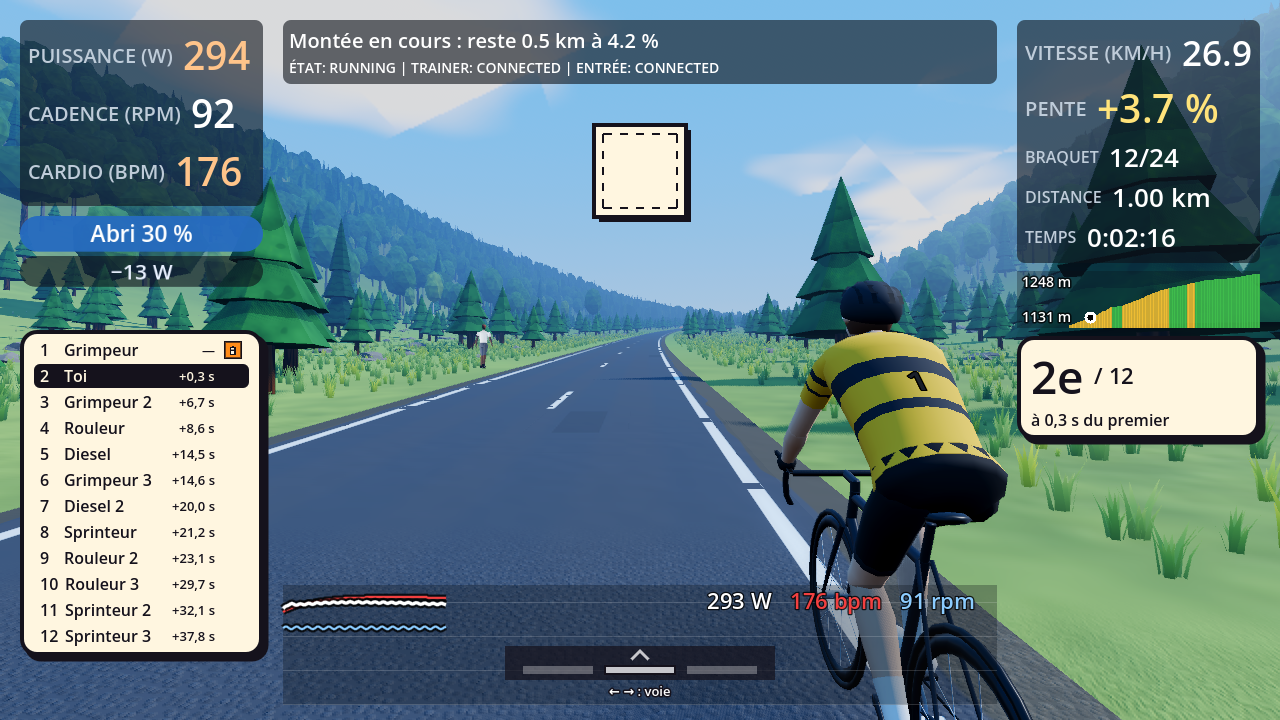 PUISSANCE (W) 294
CADENCE (RPM) 92
CARDIO (BPM) 176
Abri 30 %
−13 W
Montée en cours : reste 0.5 km à 4.2 %
ÉTAT: RUNNING | TRAINER: CONNECTED | ENTRÉE: CONNECTED
VITESSE (KM/H) 26.9
PENTE +3.7 %
BRAQUET 12/24
DISTANCE 1.00 km
TEMPS 0:02:16
1248 m
1131 m
2e / 12
à 0,3 s du premier
1 Grimpeur —
2 Toi +0,3 s
3 Grimpeur 2 +6,7 s
4 Rouleur +8,6 s
5 Diesel +14,5 s
6 Grimpeur 3 +14,6 s
7 Diesel 2 +20,0 s
8 Sprinteur +21,2 s
9 Rouleur 2 +23,1 s
10 Rouleur 3 +29,7 s
11 Sprinteur 2 +32,1 s
12 Sprinteur 3 +37,8 s
1
293 W 176 bpm 91 rpm
← → : voie